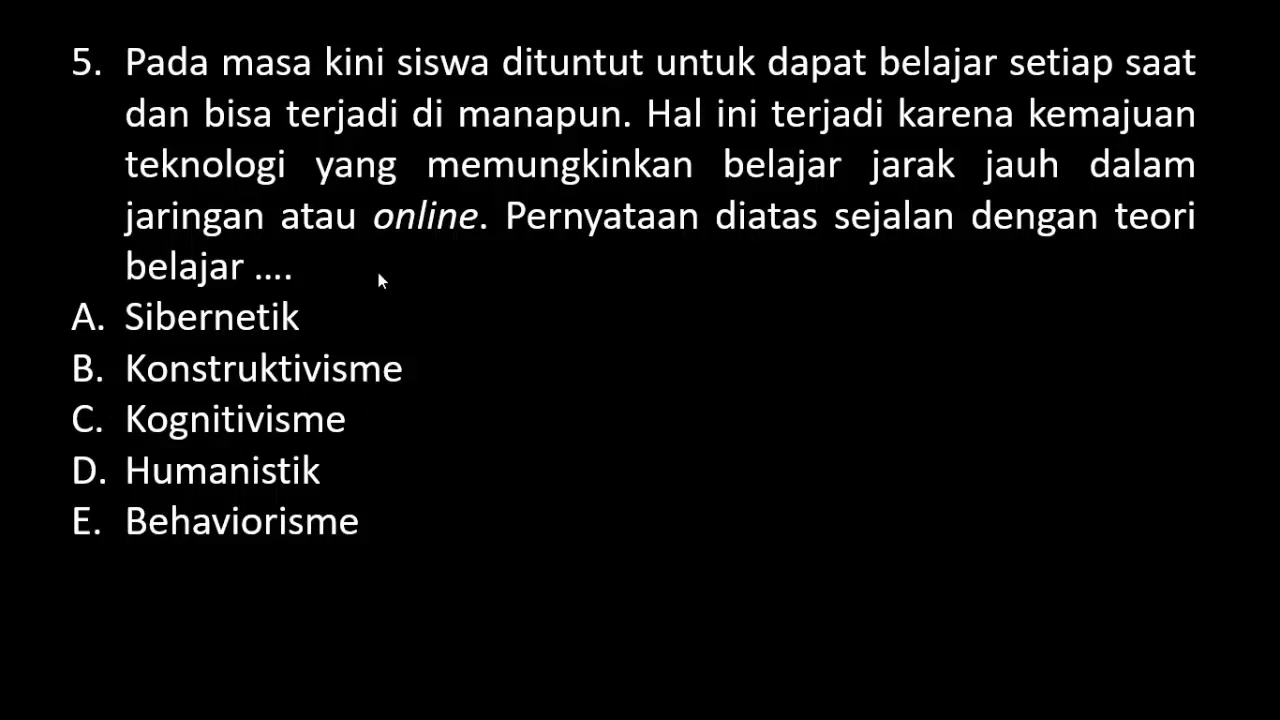 5. Pada masa kini siswa dituntut untuk dapat belajar setiap saat
dan bisa terjadi di manapun. Hal ini terjadi karena kemajuan
teknologi yang memungkinkan belajar jarak jauh dalam
jaringan atau online. Pernyataan diatas sejalan dengan teori
belajar ....
A. Sibernetik
B. Konstruktivisme
C. Kognitivisme
D. Humanistik
E. Behaviorisme